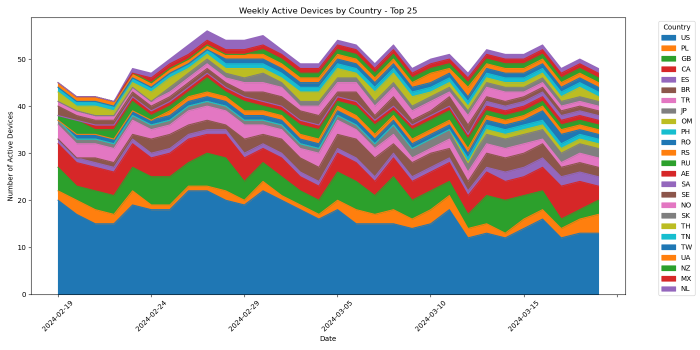 Weekly Active Devices by Country - Top 25
Number of Active Devices
50
40
30
20
10
0
2024-02-19
2024-02-24
2024-02-29
2024-03-05
2024-03-10
2024-03-15
Date
Country
US
PL
GB
CA
ES
BR
TR
JP
OM
PH
RO
RS
RU
AE
SA
SE
NO
SK
TH
TN
TW
UA
NZ
MX
NL